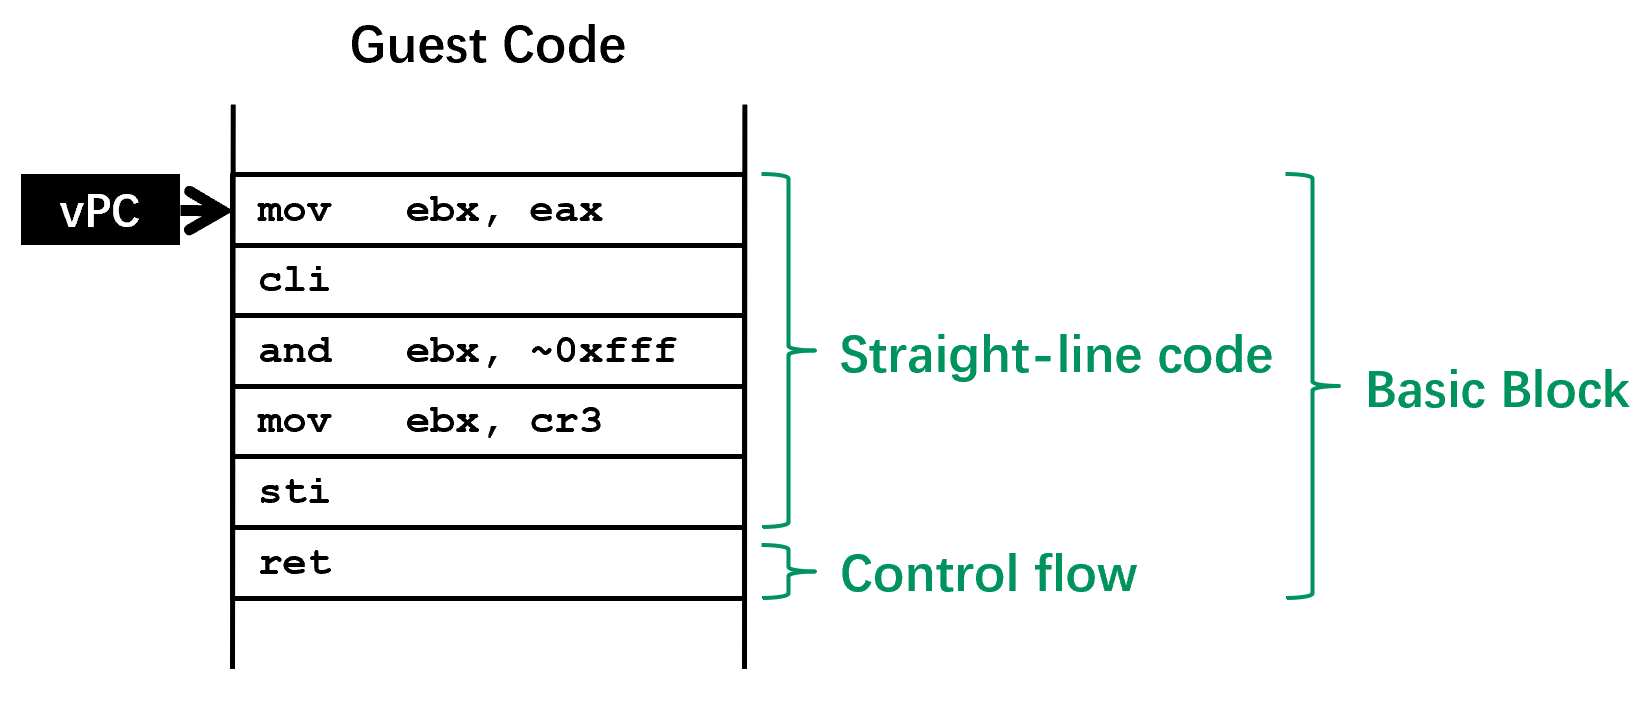 Guest Code
vPC
mov ebx, eax
cli
and ebx, ~0xfff
mov ebx, cr3
sti
ret
Straight-line code
Control flow
Basic Block